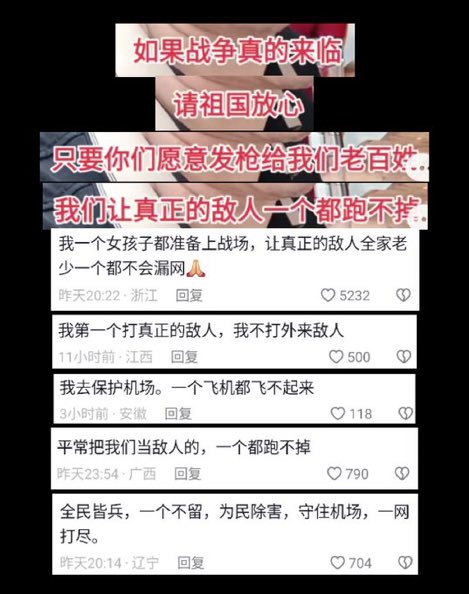 如果战争真的来临
请祖国放心
只要你们愿意发枪给我们老百姓
我们让真正的敌人一个都跑不掉
我一个女孩子都准备上战场，让真正的敌人全家老
少一个都不会漏网🙏
昨天20:22·浙江 回复 5232
我第一个打真正的敌人，我不打外来敌人
11小时前·江西 回复 500
我去保护机场。一个飞机都飞不起来
3小时前·安徽 回复 118
平常把我们当敌人的，一个都跑不掉
昨天23:54·广西 回复 790
全民皆兵，一个不留，为民除害，守住机场，一网
打尽。
昨天20:14·辽宁 回复 704